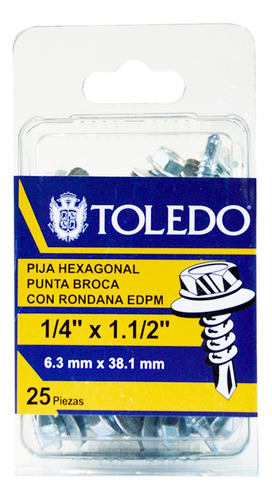 TOLEDO
PIJA HEXAGONAL
PUNTA BROCA
CON RONDANA EDPM
1/4" x 1.1/2"
6.3 mm x 38.1 mm
25 Piezas